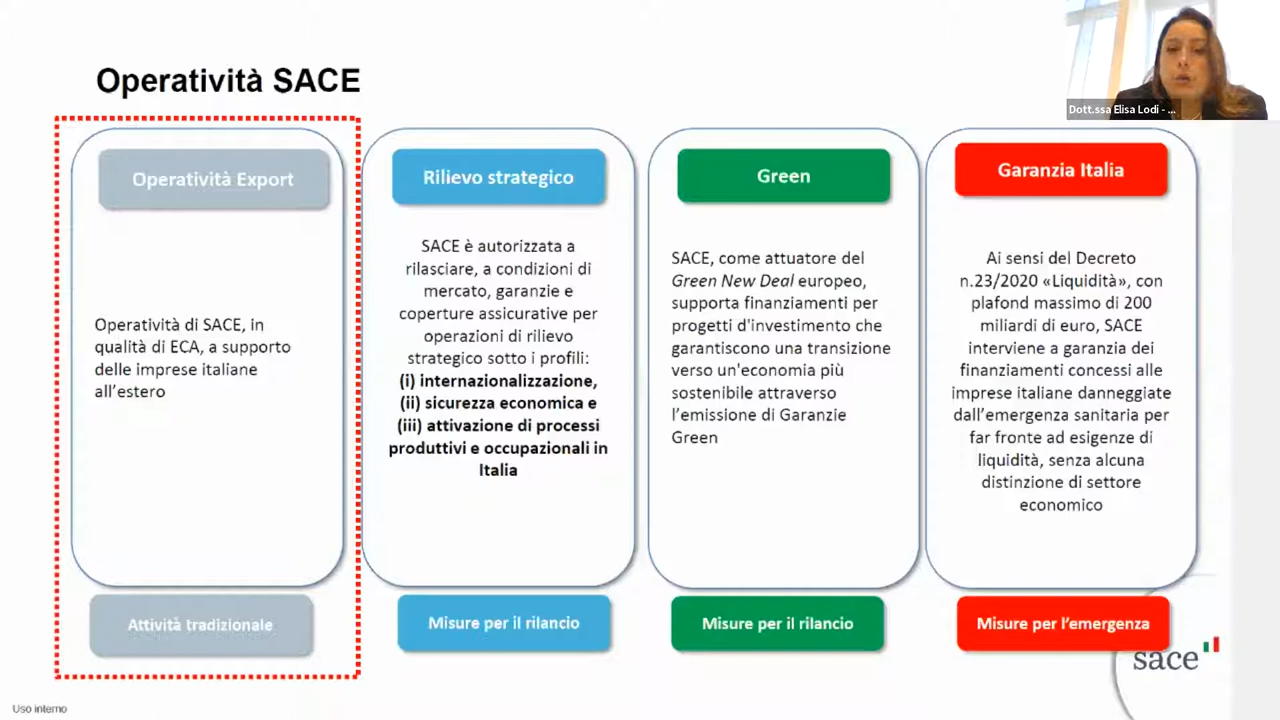 Operatività SACE
Dott.ssa Elisa Lodi - ...
Operatività Export
Operatività di SACE, in
qualità di ECA, a supporto
delle imprese italiane
all’estero
Attività tradizionale
Rilievo strategico
SACE è autorizzata a
rilasciare, a condizioni di
mercato, garanzie e
coperture assicurative per
operazioni di rilievo
strategico sotto i profili:
(i) internazionalizzazione,
(ii) sicurezza economica e
(iii) attivazione di processi
produttivi e occupazionali in
Italia
Misure per il rilancio
Green
SACE, come attuatore del
Green New Deal europeo,
supporta finanziamenti per
progetti d'investimento che
garantiscono una transizione
verso un'economia più
sostenibile attraverso
l’emissione di Garanzie
Green
Misure per il rilancio
Garanzia Italia
Ai sensi del Decreto
n.23/2020 «Liquidità», con
plafond massimo di 200
miliardi di euro, SACE
interviene a garanzia dei
finanziamenti concessi alle
imprese italiane danneggiate
dall’emergenza sanitaria per
far fronte ad esigenze di
liquidità, senza alcuna
distinzione di settore
economico
Misure per l’emergenza
sace
Uso interno